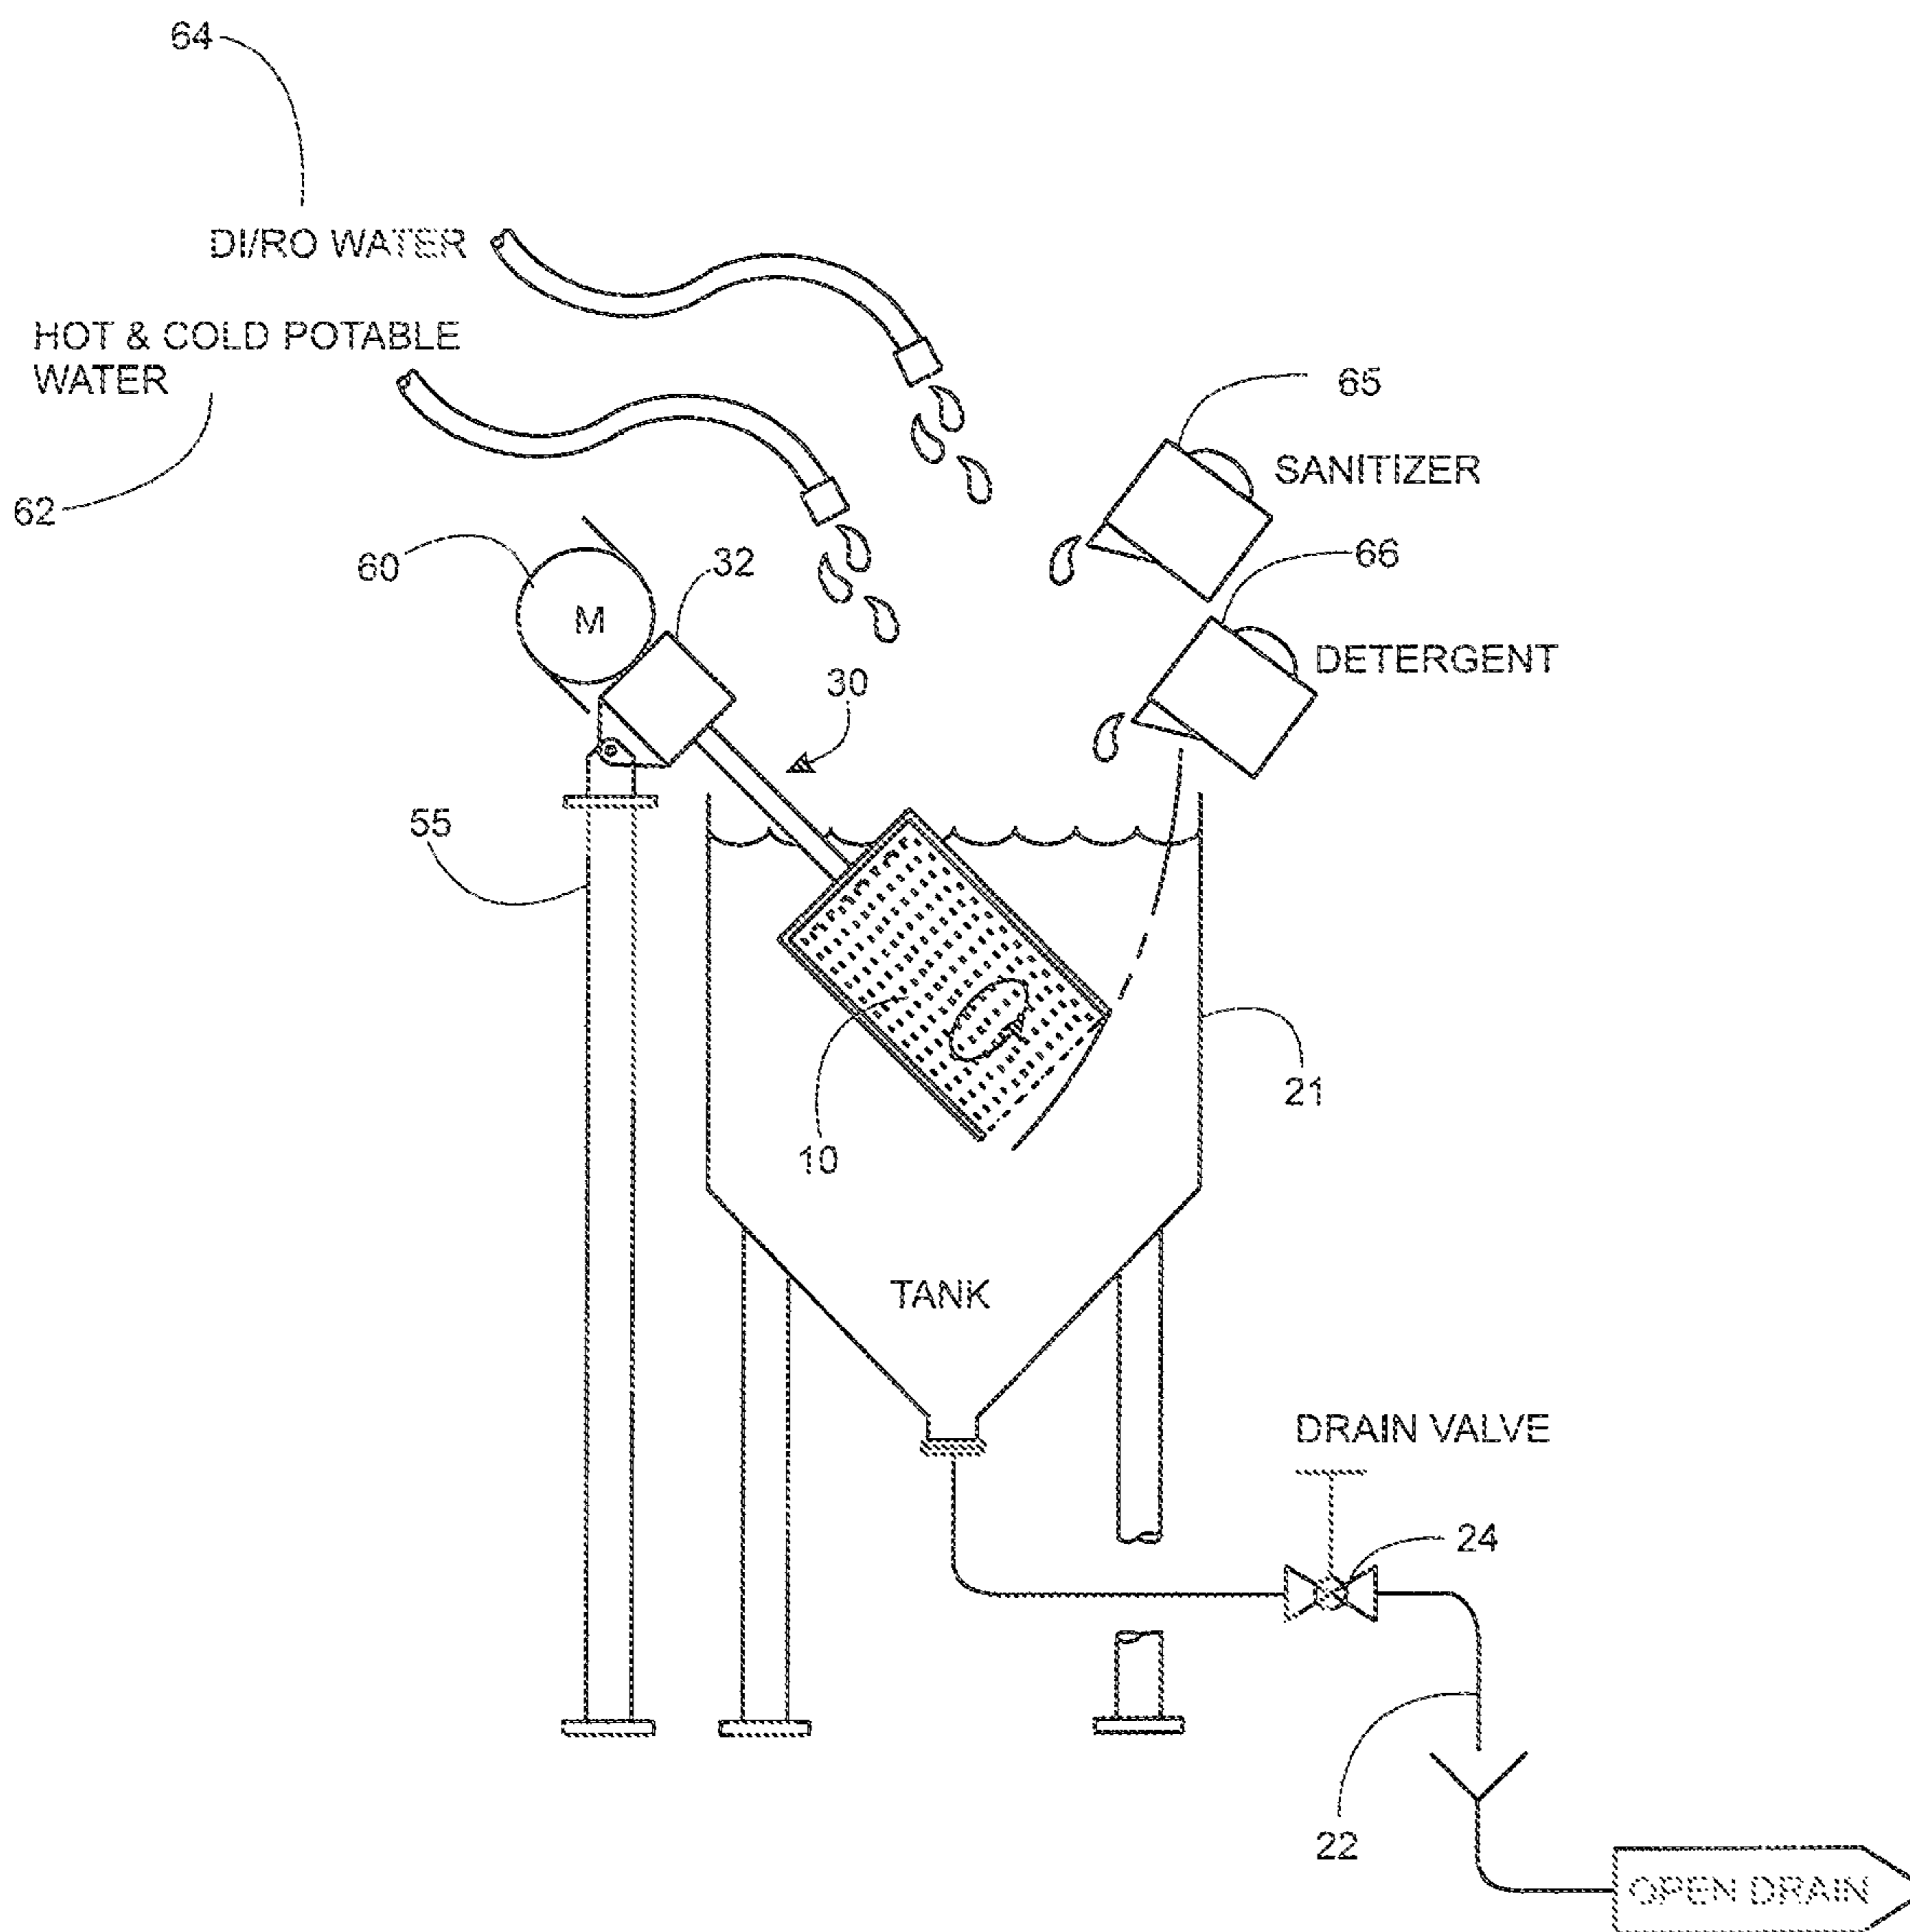 64
DI/RO WATER
HOT & COLD POTABLE
WATER
65
SANITIZER
62
60
32
66
M
DETERGENT
30
55
21
10
TANK
DRAIN VALVE
24
22
OPEN DRAIN